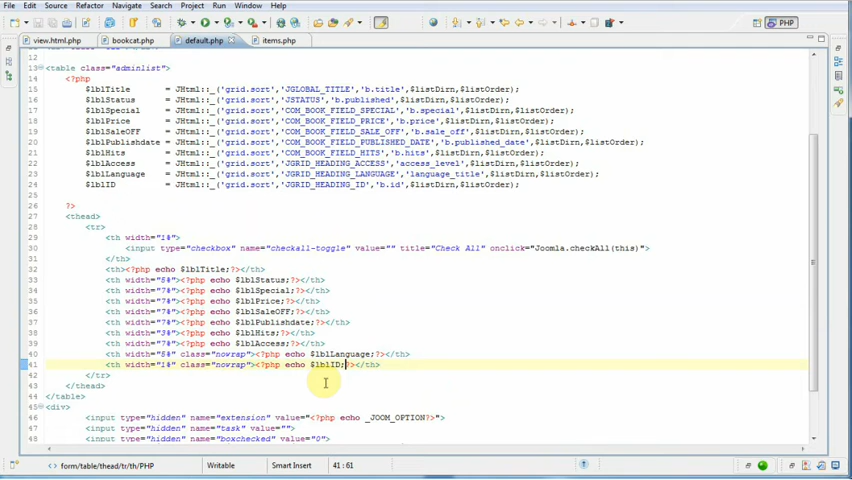 File Edit Source Refactor Navigate Search Project Run Window Help
PHP
view.html.php bookcat.php default.php items.php
12
13 <table class="adminlist">
14 <?php
15 $lblTitle = JHtml::_('grid.sort','JGLOBAL_TITLE','b.title',$listDirn,$listOrder);
16 $lblStatus = JHtml::_('grid.sort','JSTATUS','b.published',$listDirn,$listOrder);
17 $lblSpecial = JHtml::_('grid.sort','COM_BOOK_FIELD_SPECIAL','b.special',$listDirn,$listOrder);
18 $lblPrice = JHtml::_('grid.sort','COM_BOOK_FIELD_PRICE','b.price',$listDirn,$listOrder);
19 $lblSaleOFF = JHtml::_('grid.sort','COM_BOOK_FIELD_SALE_OFF','b.sale_off',$listDirn,$listOrder);
20 $lblPublishdate = JHtml::_('grid.sort','COM_BOOK_FIELD_PUBLISHED_DATE','b.published_date',$listDirn,$listOrder);
21 $lblHits = JHtml::_('grid.sort','COM_BOOK_FIELD_HITS','b.hits',$listDirn,$listOrder);
22 $lblAccess = JHtml::_('grid.sort','JGRID_HEADING_ACCESS','access_level',$listDirn,$listOrder);
23 $lblLanguage = JHtml::_('grid.sort','JGRID_HEADING_LANGUAGE','language_title',$listDirn,$listOrder);
24 $lblID = JHtml::_('grid.sort','JGRID_HEADING_ID','b.id',$listDirn,$listOrder);
25
26 ?>
27 <thead>
28 <tr>
29 <th width="1%">
30 <input type="checkbox" name="checkall-toggle" value="" title="Check All" onclick="Joomla.checkAll(this)">
31 </th>
32 <th><?php echo $lblTitle;?></th>
33 <th width="5%"><?php echo $lblStatus;?></th>
34 <th width="7%"><?php echo $lblSpecial;?></th>
35 <th width="7%"><?php echo $lblPrice;?></th>
36 <th width="7%"><?php echo $lblSaleOFF;?></th>
37 <th width="7%"><?php echo $lblPublishdate;?></th>
38 <th width="3%"><?php echo $lblHits;?></th>
39 <th width="7%"><?php echo $lblAccess;?></th>
40 <th width="5%" class="nowrap"><?php echo $lblLanguage;?></th>
41 <th width="1%" class="nowrap"><?php echo $lblID;?></th>
42 </tr>
43 </thead>
44 </table>
45 <div>
46 <input type="hidden" name="extension" value="<?php echo _JOOM_OPTION?>">
47 <input type="hidden" name="task" value="">
48 <input type="hidden" name="boxchecked" value="0">
form/table/thead/tr/th/PHP Writable Smart Insert 41 : 61